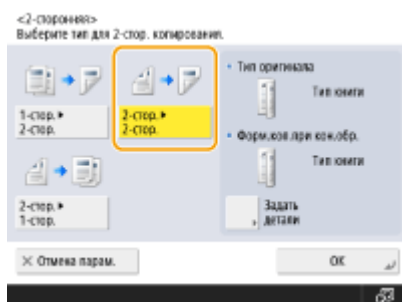 <2-сторонняя>
Выберите тип для 2-стор. копирования.
1-стор.▶
2-стор.
2-стор.▶
2-стор.
2-стор.▶
1-стор.
• Тип оригинала
Тип книги
• Форм.коп.при кон.обр.
Тип книги
Задать
детали
× Отмена парам.
OK